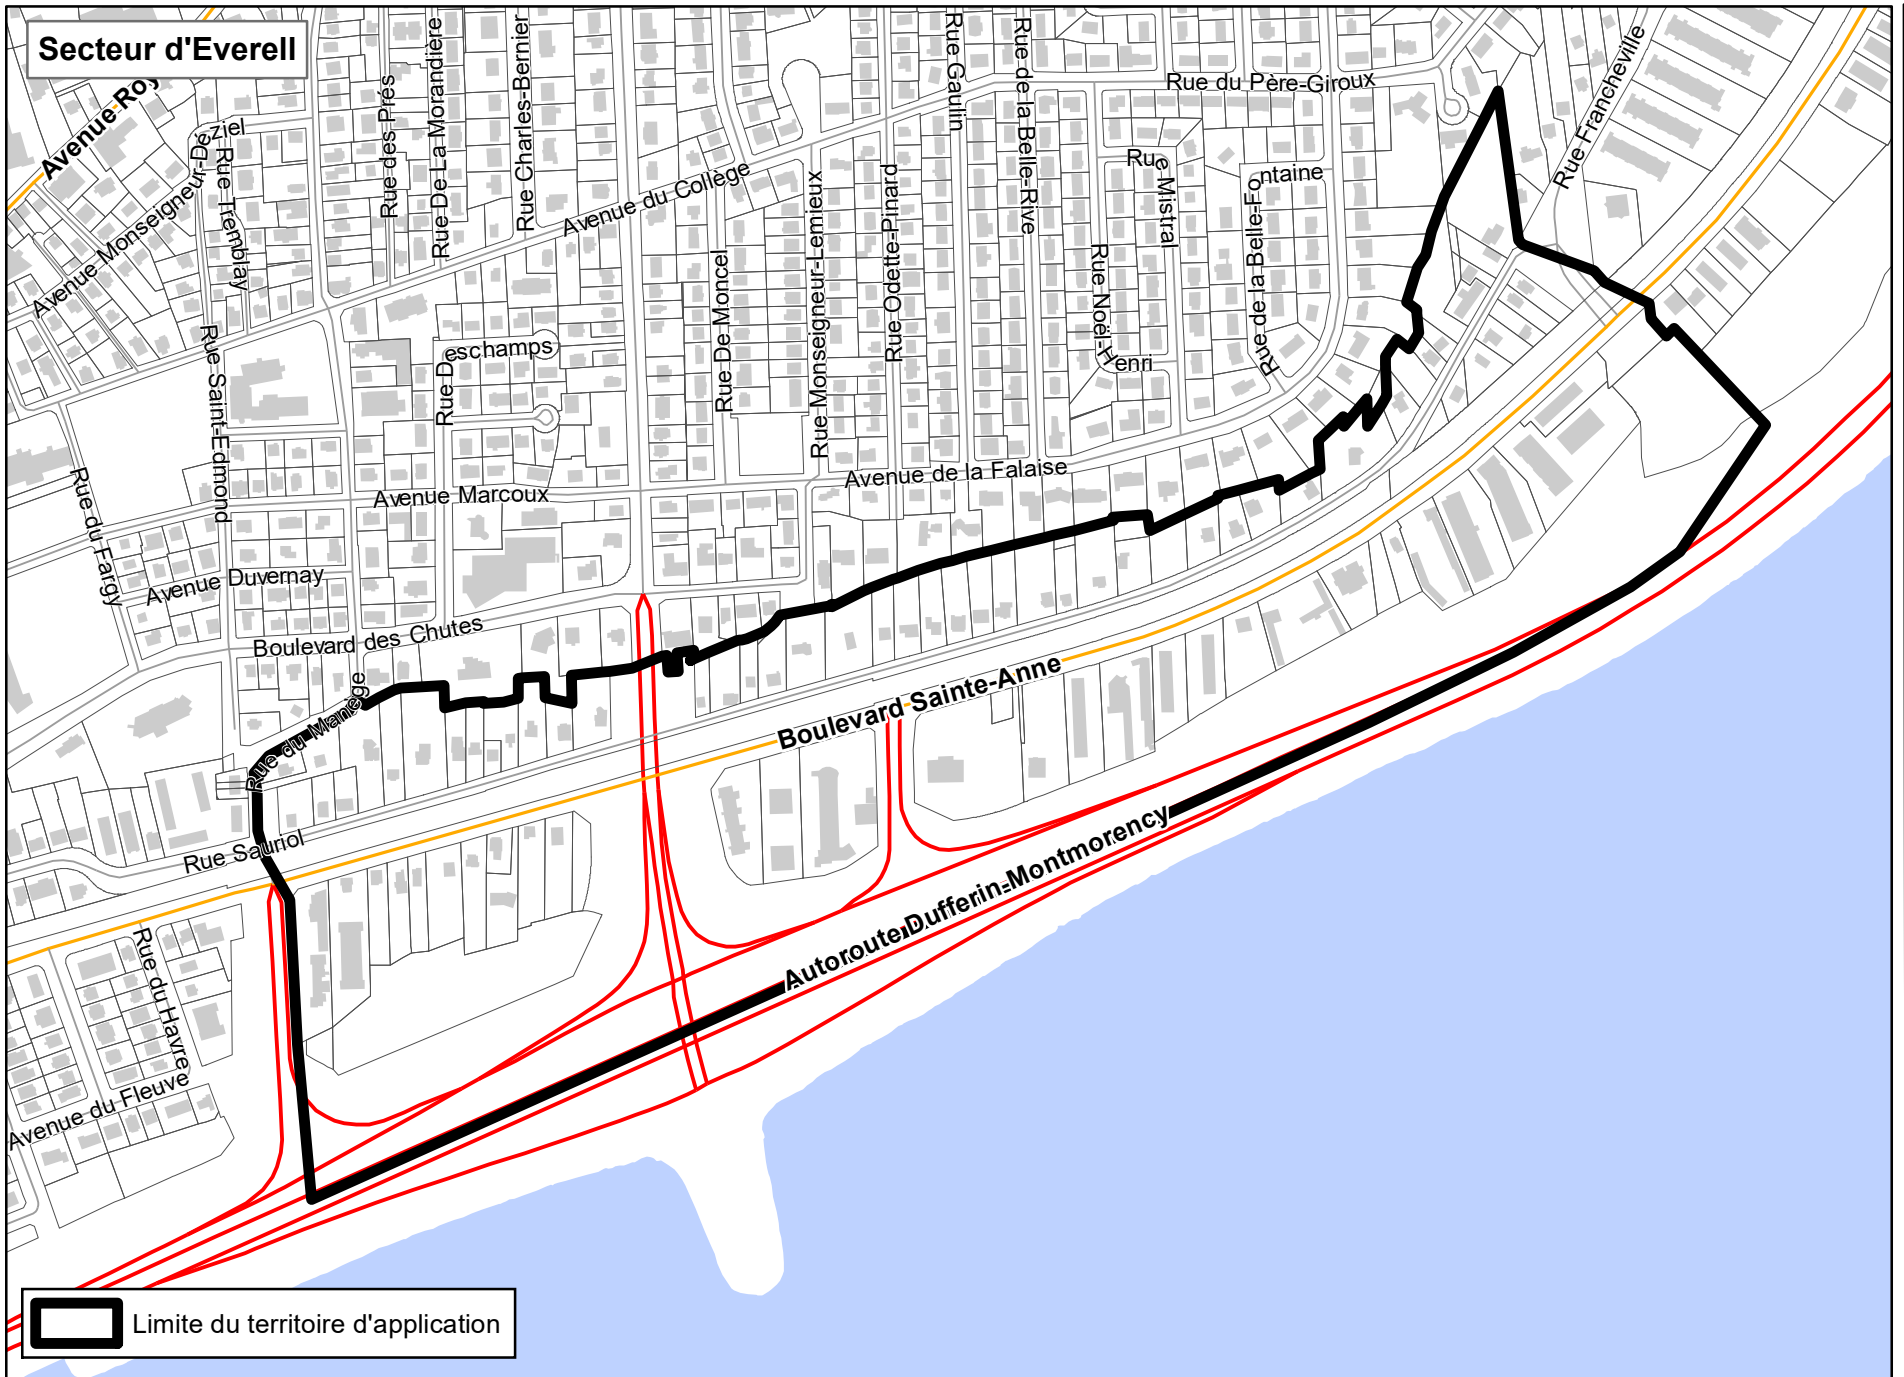 Secteur d'Everell
Avenue Roy
Avenue Monseigneur-De
ziel
Rue Tremblay
Rue des Prés
Rue De La Morandière
Rue Charles-Bernier
Avenue du Collège
Rue Gaulin
Rue de la Belle-Rive
Rue du Père-Giroux
Rue Francheville
Rue Mistral
Rue de la Belle-Fontaine
Rue Noël-Henri
Rue Odette-Pinard
Rue Monseigneur-Lemieux
Rue De Moncel
Rue Deschamps
Rue Saint-Edmond
Rue du Fargy
Avenue Marcoux
Avenue de la Falaise
Avenue Duvernay
Boulevard des Chutes
Rue du Manège
Rue Sauriol
Boulevard Sainte-Anne
Autoroute Dufferin-Montmorency
Rue du Havre
Avenue du Fleuve
Limite du territoire d'application